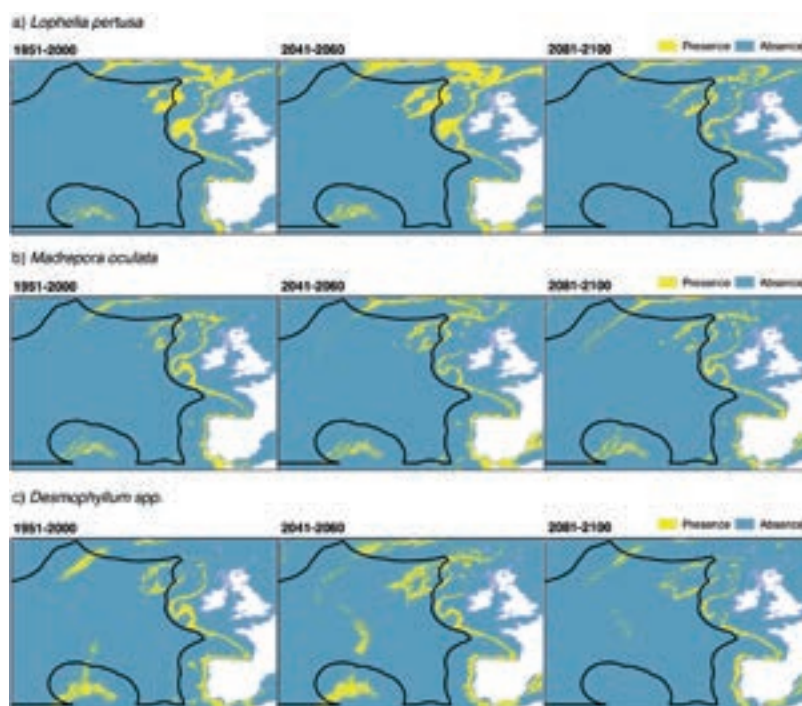 a) Lophelia pertusa
1951-2000 2041-2060 2081-2100 Presence Absence
b) Madrepora oculata
1951-2000 2041-2060 2081-2100 Presence Absence
c) Desmophyllum spp.
1951-2000 2041-2060 2081-2100 Presence Absence